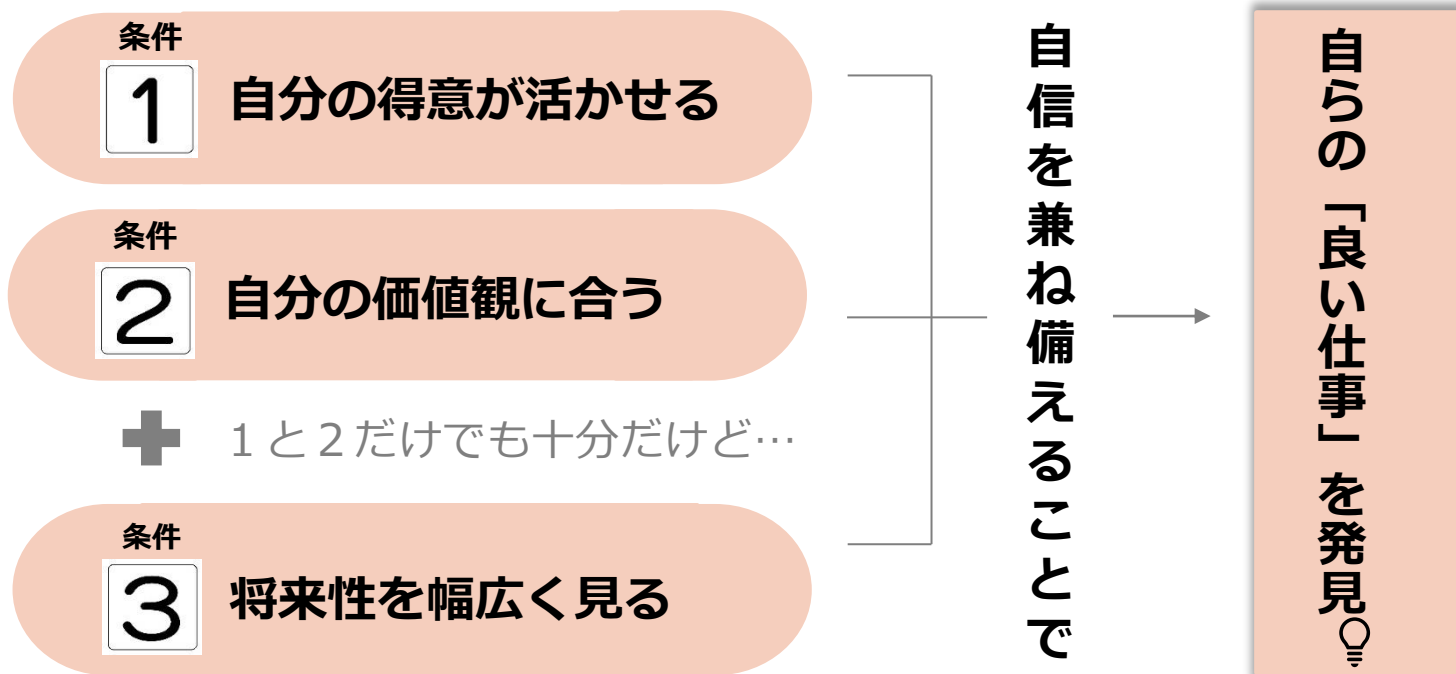 条件
1
自分の得意が活かせる
条件
2
自分の価値観に合う
１と２だけでも十分だけど…
条件
3
将来性を幅広く見る
自信を兼ね備えることで
自らの「良い仕事」を発見